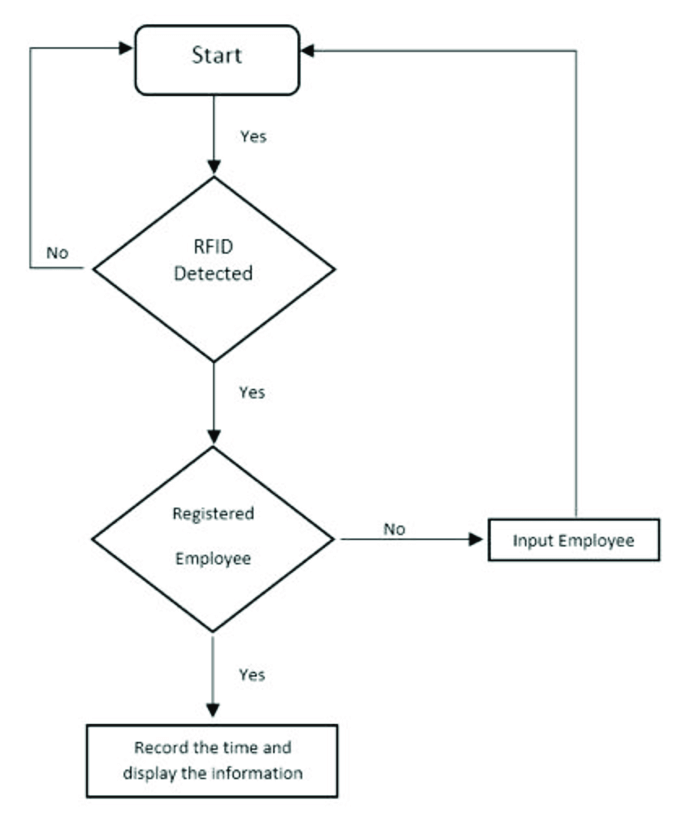 Start
Yes
RFID
Detected
No
Yes
Registered
Employee
No
Input Employee
Yes
Record the time and
display the information